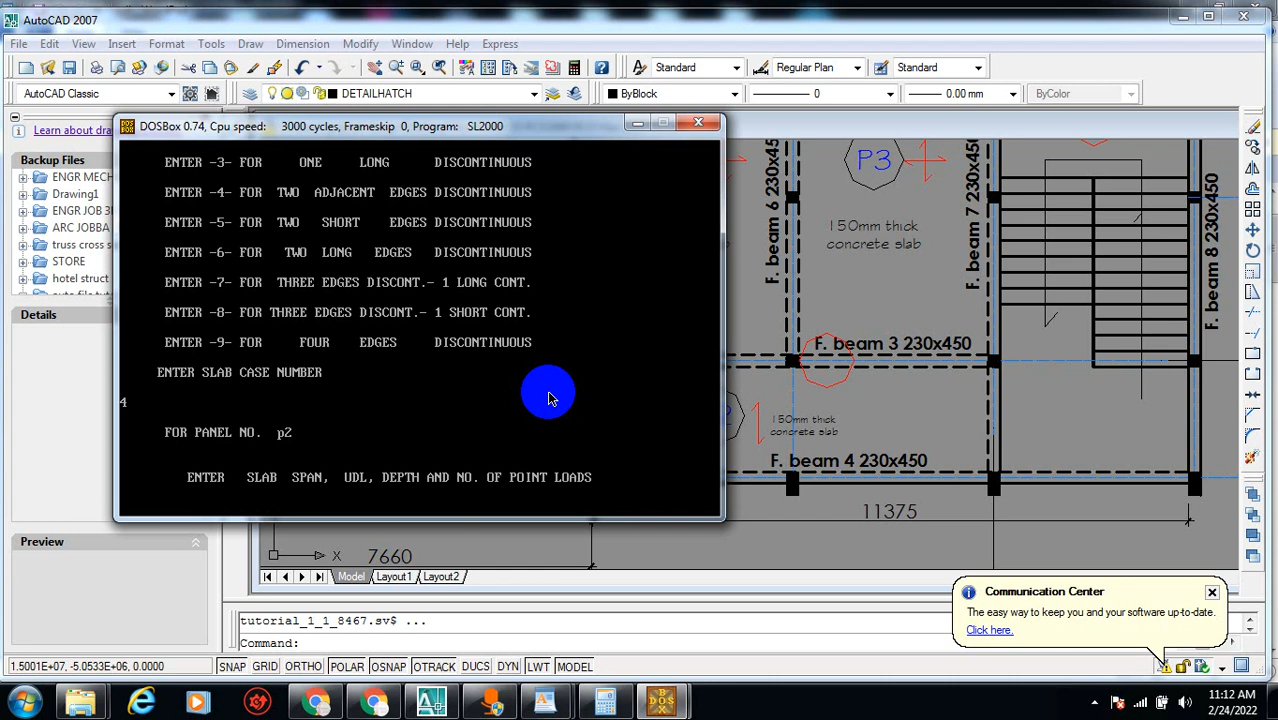 AutoCAD 2007
File Edit View Insert Format Tools Draw Dimension Modify Window Help Express
Standard Regular Plan Standard
AutoCAD Classic DETAILHATCH ByBlock 0 0.00 mm ByColor
Learn about dra
Backup Files
ENGR MECH
Drawing1
ENGR JOB 3
ARC JOBBA
truss cross s
STORE
hotel struct
Details
Preview
DOSBox 0.74, Cpu speed: 3000 cycles, Frameskip 0, Program: SL2000
ENTER -3- FOR ONE LONG DISCONTINUOUS
ENTER -4- FOR TWO ADJACENT EDGES DISCONTINUOUS
ENTER -5- FOR TWO SHORT EDGES DISCONTINUOUS
ENTER -6- FOR TWO LONG EDGES DISCONTINUOUS
ENTER -7- FOR THREE EDGES DISCONT.- 1 LONG CONT.
ENTER -8- FOR THREE EDGES DISCONT.- 1 SHORT CONT.
ENTER -9- FOR FOUR EDGES DISCONTINUOUS
ENTER SLAB CASE NUMBER
4
FOR PANEL NO. p2
ENTER SLAB SPAN, UDL, DEPTH AND NO. OF POINT LOADS
P3
150mm thick
concrete slab
F. beam 6 230x45
F. beam 7 230x45
F. beam 8 230x450
F. beam 3 230x450
150mm thick
concrete slab
F. beam 4 230x450
11375
X 7660
Model Layout1 Layout2
Communication Center
The easy way to keep you and your software up-to-date.
Click here.
tutorial_1_1_8467.sv$ ...
Command:
1.5001E+07, -5.0533E+06, 0.0000 SNAP GRID ORTHO POLAR OSNAP OTRACK DUCS DYN LWT MODEL
11:12 AM
2/24/2022